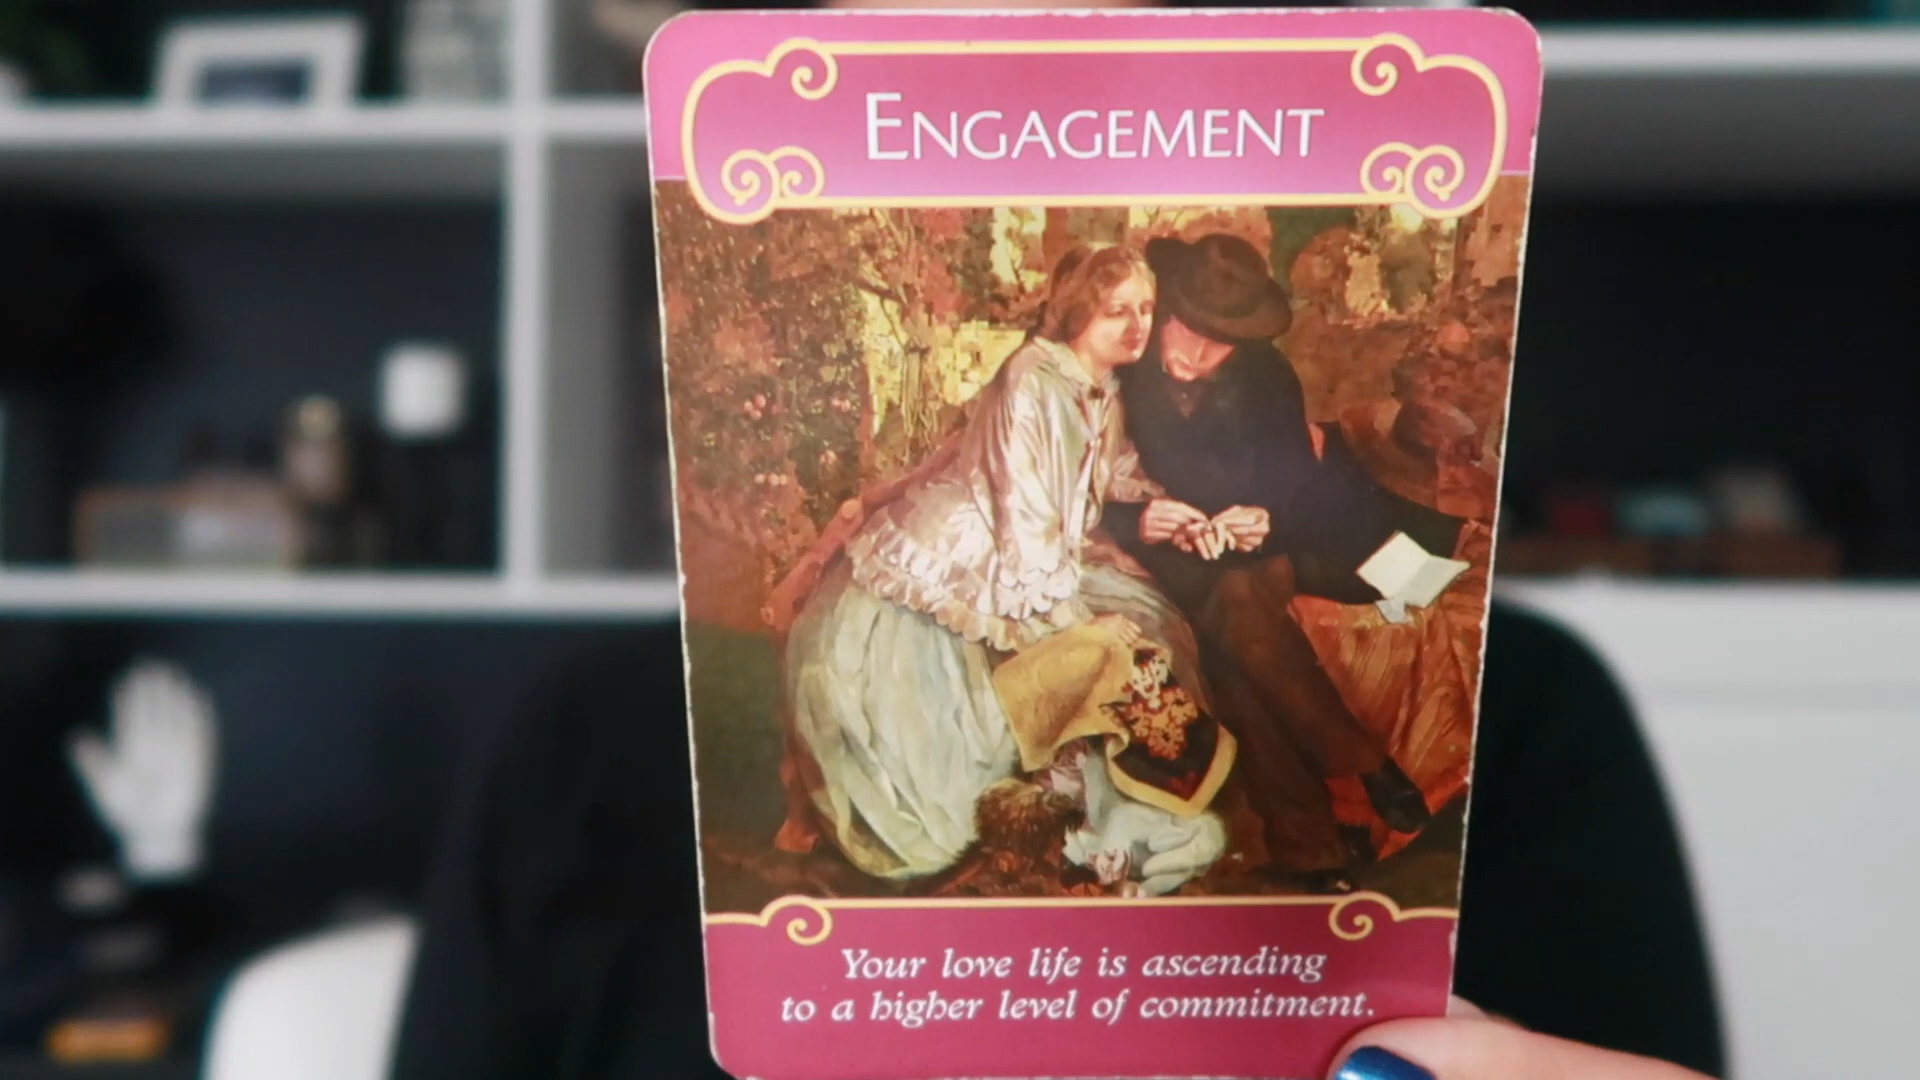 ENGAGEMENT
Your love life is ascending
to a higher level of commitment.